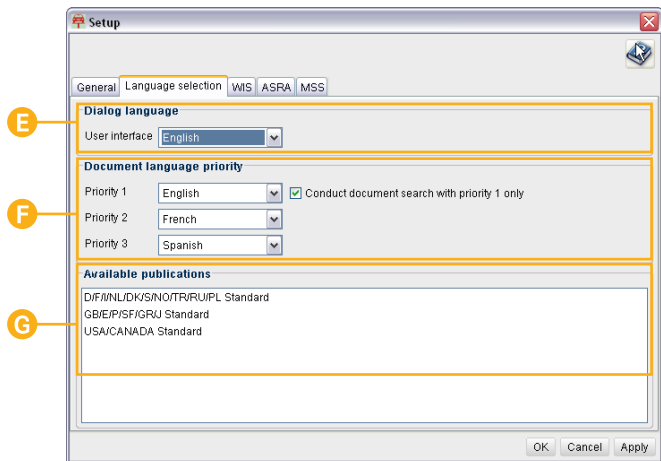 Setup
General Language selection WIS ASRA MSS
E
Dialog language
User interface English
F
Document language priority
Priority 1 English Conduct document search with priority 1 only
Priority 2 French
Priority 3 Spanish
G
Available publications
D/F/I/NL/DK/S/NO/TR/RU/PL Standard
GB/E/P/SF/GR/J Standard
USA/CANADA Standard
OK Cancel Apply